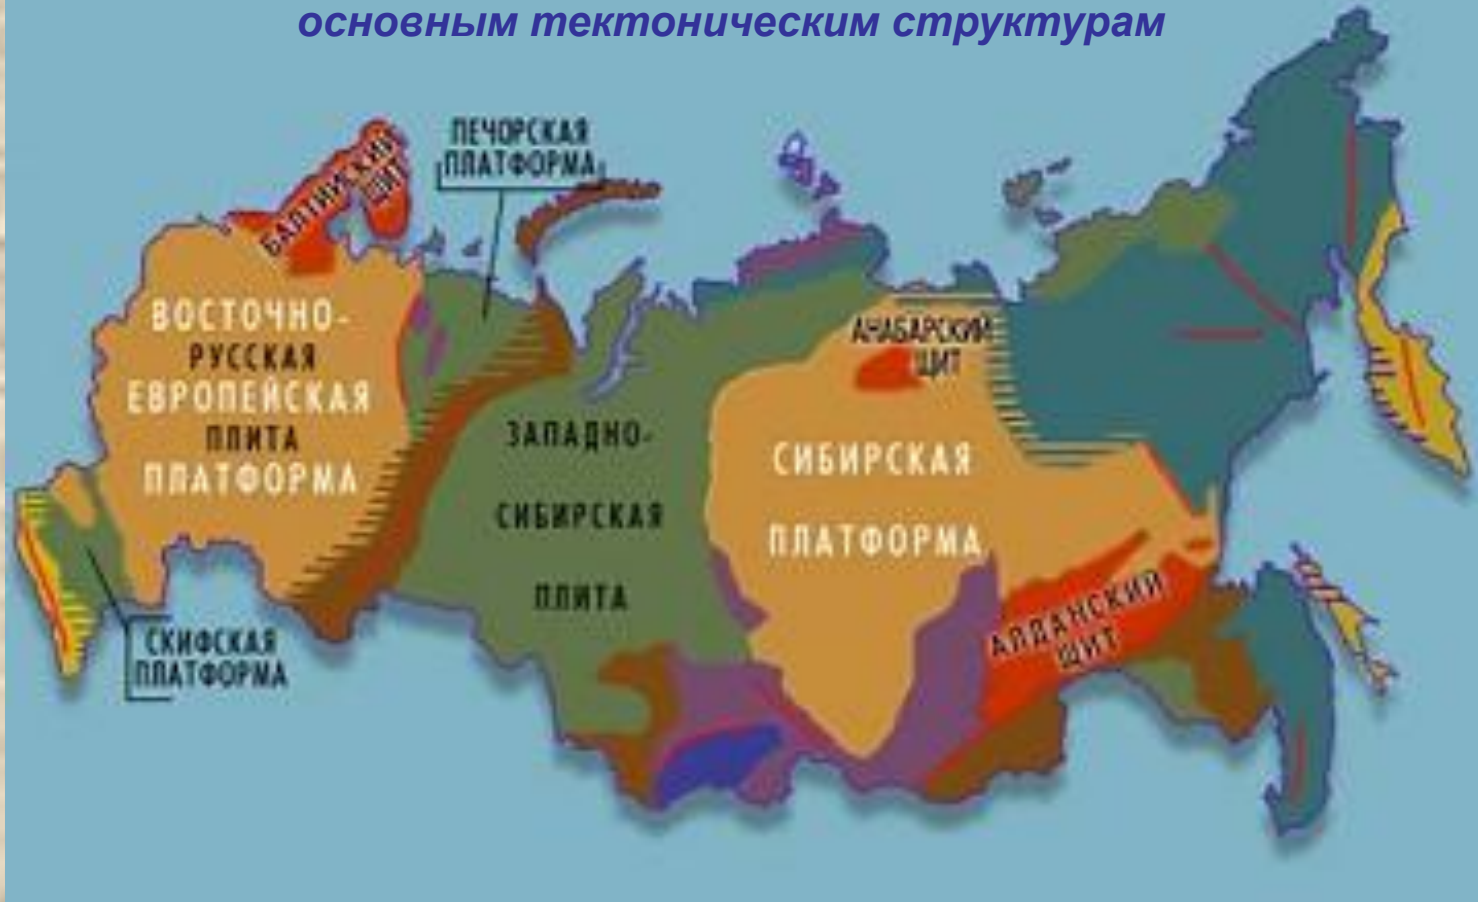 основным тектоническим структурам
ПЕЧОРСКАЯ
ПЛАТФОРМА
БАЛТИЙСКИЙ
ЩИТ
ВОСТОЧНО-
РУССКАЯ
ЕВРОПЕЙСКАЯ
ПЛИТА
ПЛАТФОРМА
АНАБАРСКИЙ
ЩИТ
ЗАПАДНО-
СИБИРСКАЯ
ПЛИТА
СИБИРСКАЯ
ПЛАТФОРМА
АЛДАНСКИЙ
ЩИТ
СКИФСКАЯ
ПЛАТФОРМА